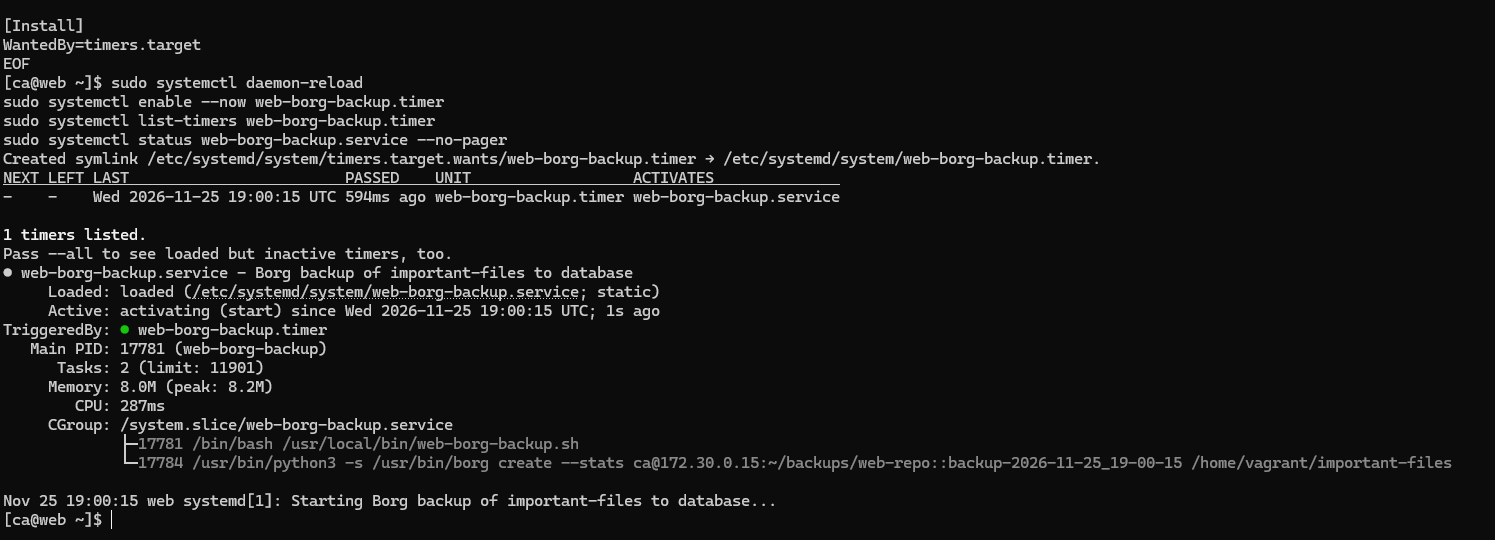 [Install]
WantedBy=timers.target
EOF
[ca@web ~]$ sudo systemctl daemon-reload
sudo systemctl enable --now web-borg-backup.timer
sudo systemctl list-timers web-borg-backup.timer
sudo systemctl status web-borg-backup.service --no-pager
Created symlink /etc/systemd/system/timers.target.wants/web-borg-backup.timer → /etc/systemd/system/web-borg-backup.timer.
NEXT LEFT LAST                        PASSED    UNIT                  ACTIVATES
-    -    Wed 2026-11-25 19:00:15 UTC 594ms ago web-borg-backup.timer web-borg-backup.service
1 timers listed.
Pass --all to see loaded but inactive timers, too.
● web-borg-backup.service - Borg backup of important-files to database
     Loaded: loaded (/etc/systemd/system/web-borg-backup.service; static)
     Active: activating (start) since Wed 2026-11-25 19:00:15 UTC; 1s ago
TriggeredBy: ● web-borg-backup.timer
   Main PID: 17781 (web-borg-backup)
      Tasks: 2 (limit: 11901)
     Memory: 8.0M (peak: 8.2M)
        CPU: 287ms
     CGroup: /system.slice/web-borg-backup.service
             ├─17781 /bin/bash /usr/local/bin/web-borg-backup.sh
             └─17784 /usr/bin/python3 -s /usr/bin/borg create --stats ca@172.30.0.15:~/backups/web-repo::backup-2026-11-25_19-00-15 /home/vagrant/important-files
Nov 25 19:00:15 web systemd[1]: Starting Borg backup of important-files to database...
[ca@web ~]$